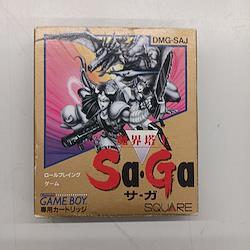 DMG-SAJ
魔界塔士
Sa・Ga
サ・ガ
ロールプレイング
ゲーム
Nintendo
GAME BOY
専用カートリッジ
SQUARE